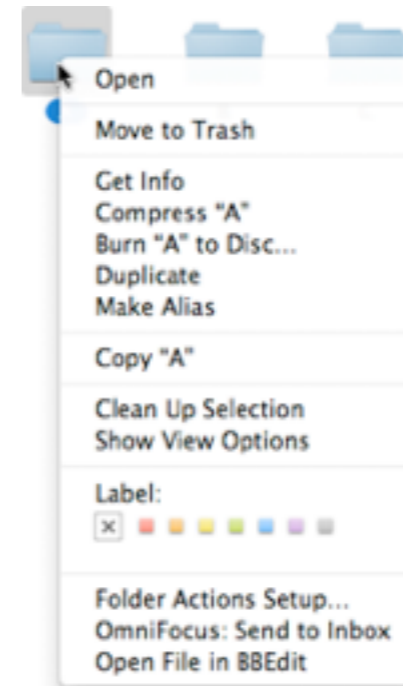 Open
Move to Trash
Get Info
Compress "A"
Burn "A" to Disc...
Duplicate
Make Alias
Copy "A"
Clean Up Selection
Show View Options
Label:
Folder Actions Setup...
OmniFocus: Send to Inbox
Open File in BBEdit